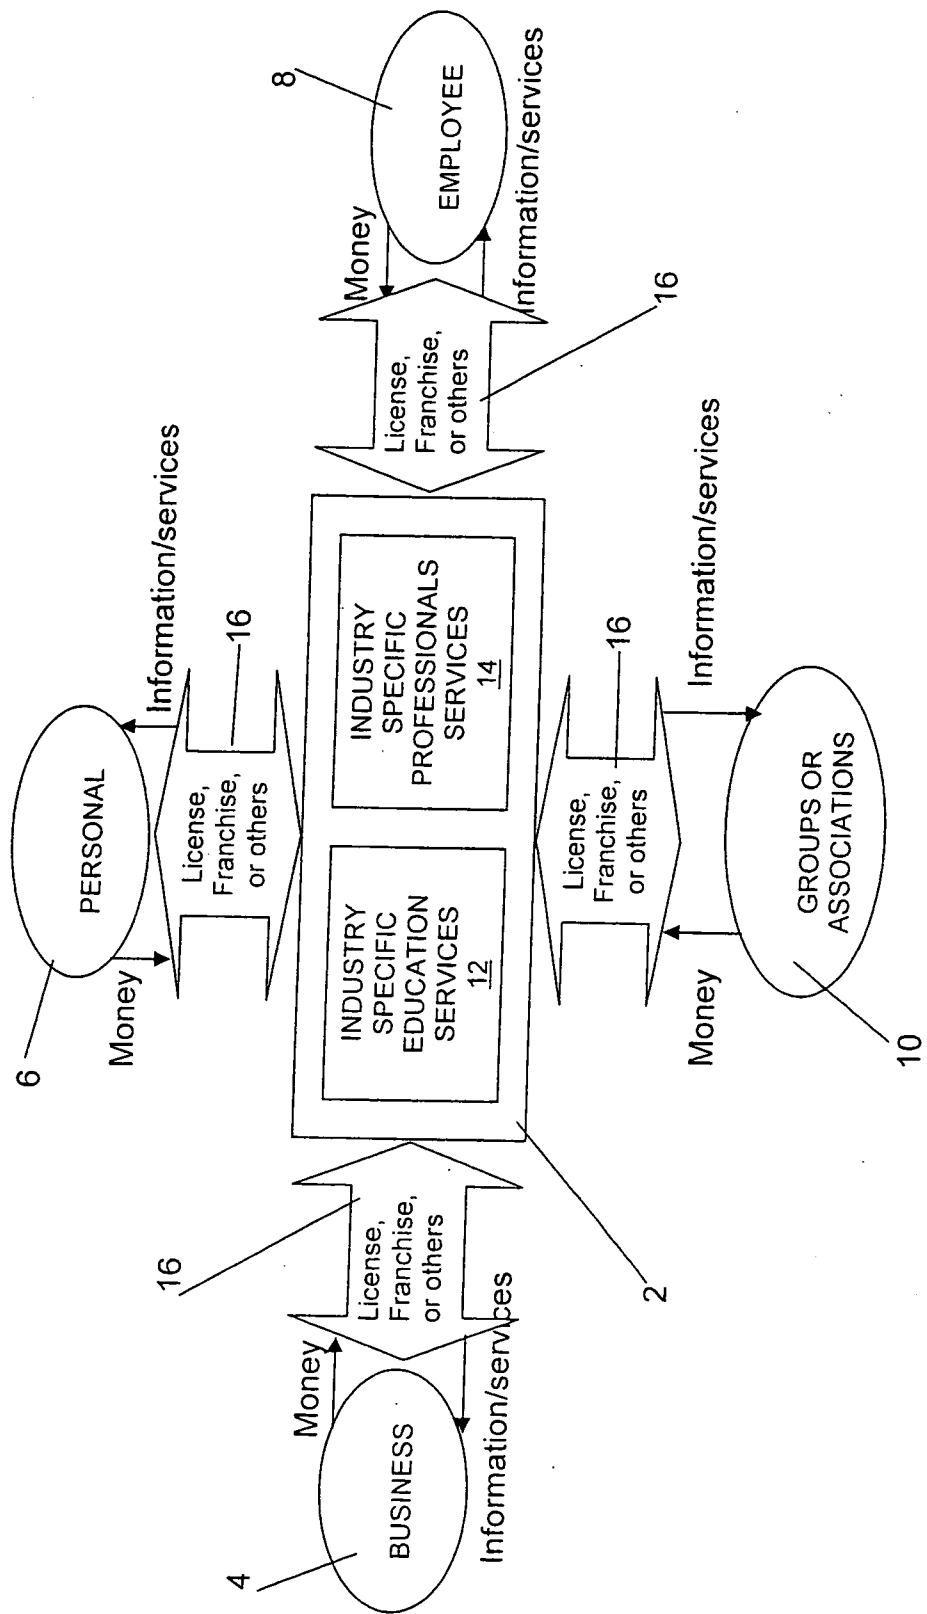 6
PERSONAL
Money
Information/services
License,
Franchise,
or others
16
4
BUSINESS
Money
Information/services
16
License,
Franchise,
or others
INDUSTRY
SPECIFIC
EDUCATION
SERVICES
12
INDUSTRY
SPECIFIC
PROFESSIONALS
SERVICES
14
2
License,
Franchise,
or others
16
Money
Information/services
8
EMPLOYEE
License,
Franchise,
or others
16
Money
Information/services
GROUPS OR
ASSOCIATIONS
10